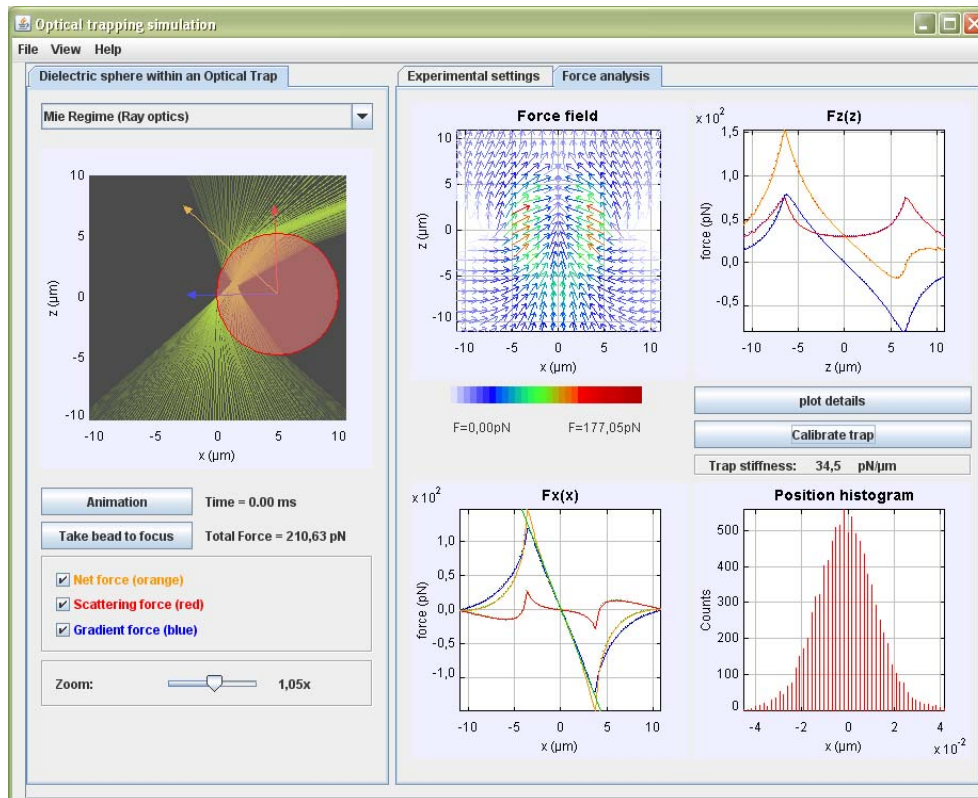 Optical trapping simulation
File View Help
Dielectric sphere within an Optical Trap
Mie Regime (Ray optics)
10
5
0
-5
-10
z (µm)
-10 -5 0 5 10
x (µm)
Animation
Time = 0.00 ms
Take bead to focus
Total Force = 210,63 pN
Net force (orange)
Scattering force (red)
Gradient force (blue)
Zoom:
1,05x
Experimental settings
Force analysis
Force field
10
5
0
-5
-10
z (µm)
-10 -5 0 5 10
x (µm)
F=0,00pN
F=177,05pN
x 10²
Fz(z)
1,5
1,0
0,5
0,0
-0,5
force (pN)
-10 -5 0 5 10
z (µm)
plot details
Calibrate trap
Trap stiffness: 34,5 pN/µm
x 10²
Fx(x)
1,0
0,5
0,0
-0,5
-1,0
force (pN)
-10 -5 0 5 10
x (µm)
Position histogram
500
400
300
200
100
0
Counts
-4 -2 0 2 4
x (µm)
x 10⁻²